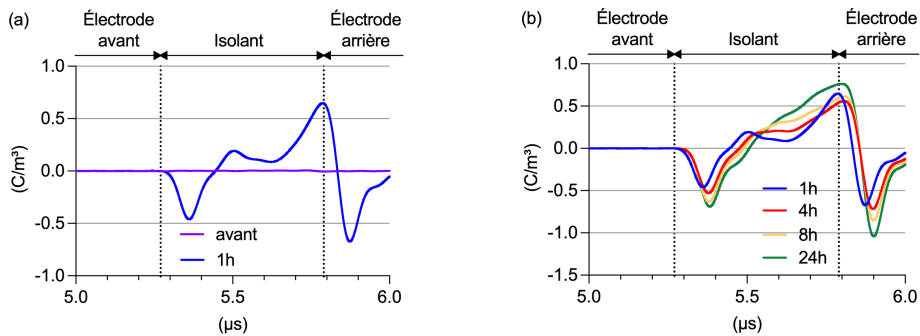 (a)
Électrode avant
Isolant
Électrode arrière
1.0
0.5
0.0
-0.5
-1.0
(C/m³)
avant
1h
5.0
5.5
6.0
(µs)
(b)
Électrode avant
Isolant
Électrode arrière
1.0
0.5
0.0
-0.5
-1.0
-1.5
(C/m³)
1h
4h
8h
24h
5.0
5.5
6.0
(µs)